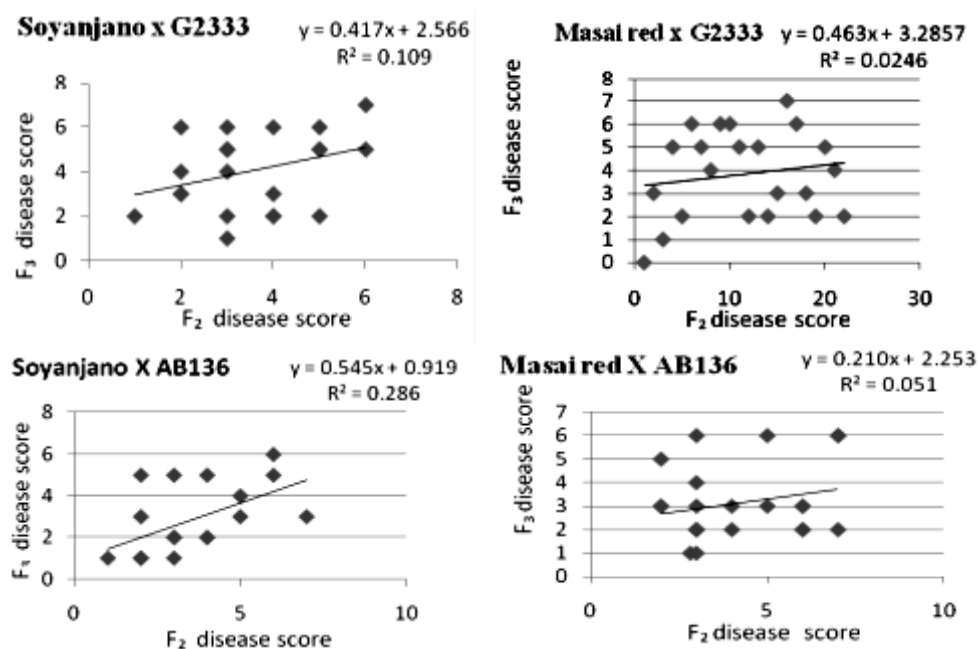 Soyanjano x G2333
y = 0.417x + 2.566
R² = 0.109
F₃ disease score
8
6
4
2
0
0 2 4 6 8
F₂ disease score
Masai red x G2333
y = 0.463x + 3.2857
R² = 0.0246
F₃ disease score
8
7
6
5
4
3
2
1
0
0 10 20 30
F₂ disease score
Soyanjano X AB136
y = 0.545x + 0.919
R² = 0.286
F₃ disease score
8
6
4
2
0
0 5 10
F₂ disease score
Masai red X AB136
y = 0.210x + 2.253
R² = 0.051
F₃ disease score
7
6
5
4
3
2
1
0
0 5 10
F₂ disease score